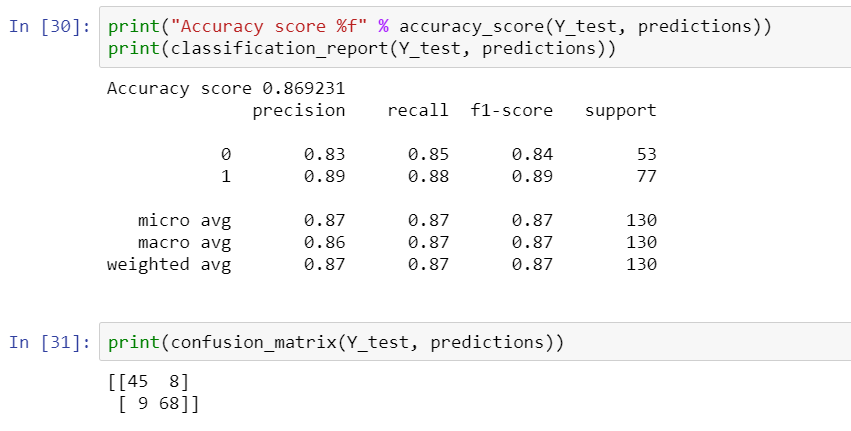 In [30]: print("Accuracy score %f" % accuracy_score(Y_test, predictions))
print(classification_report(Y_test, predictions))
Accuracy score 0.869231
precision recall f1-score support
0 0.83 0.85 0.84 53
1 0.89 0.88 0.89 77
micro avg 0.87 0.87 0.87 130
macro avg 0.86 0.87 0.87 130
weighted avg 0.87 0.87 0.87 130
In [31]: print(confusion_matrix(Y_test, predictions))
[[45 8]
[ 9 68]]